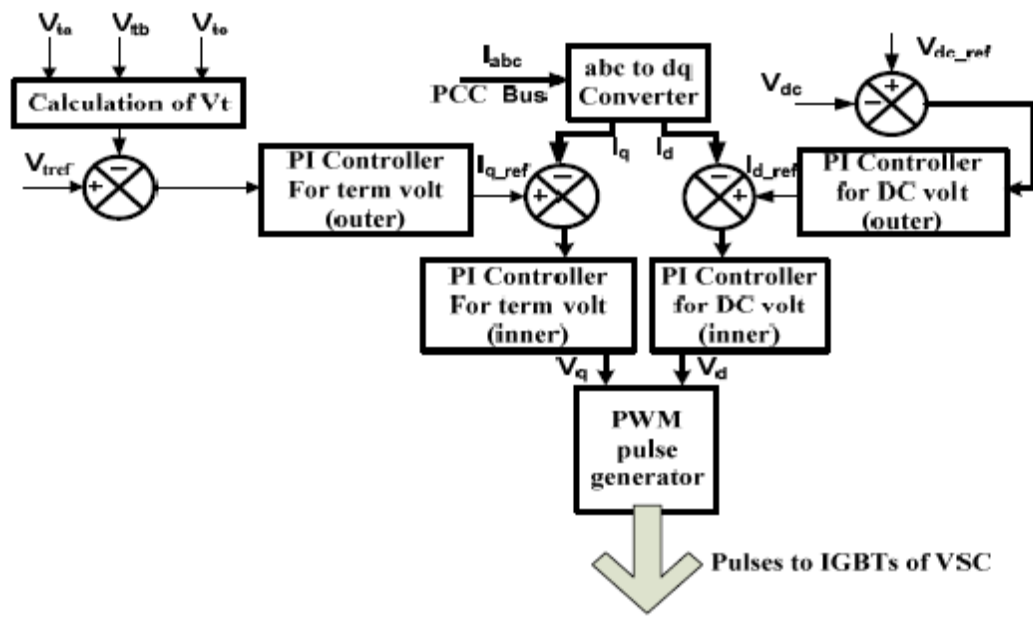 Vta Vtb Vtc
Calculation of Vt
Vtref
+
−
PI Controller
For term volt
(outer)
Iq_ref
Iabc
PCC Bus
abc to dq
Converter
Iq Id
−
+
−
+
Vdc_ref
Vdc
+
−
Id_ref
PI Controller
for DC volt
(outer)
PI Controller
For term volt
(inner)
PI Controller
for DC volt
(inner)
Vq Vd
PWM
pulse
generator
Pulses to IGBTs of VSC